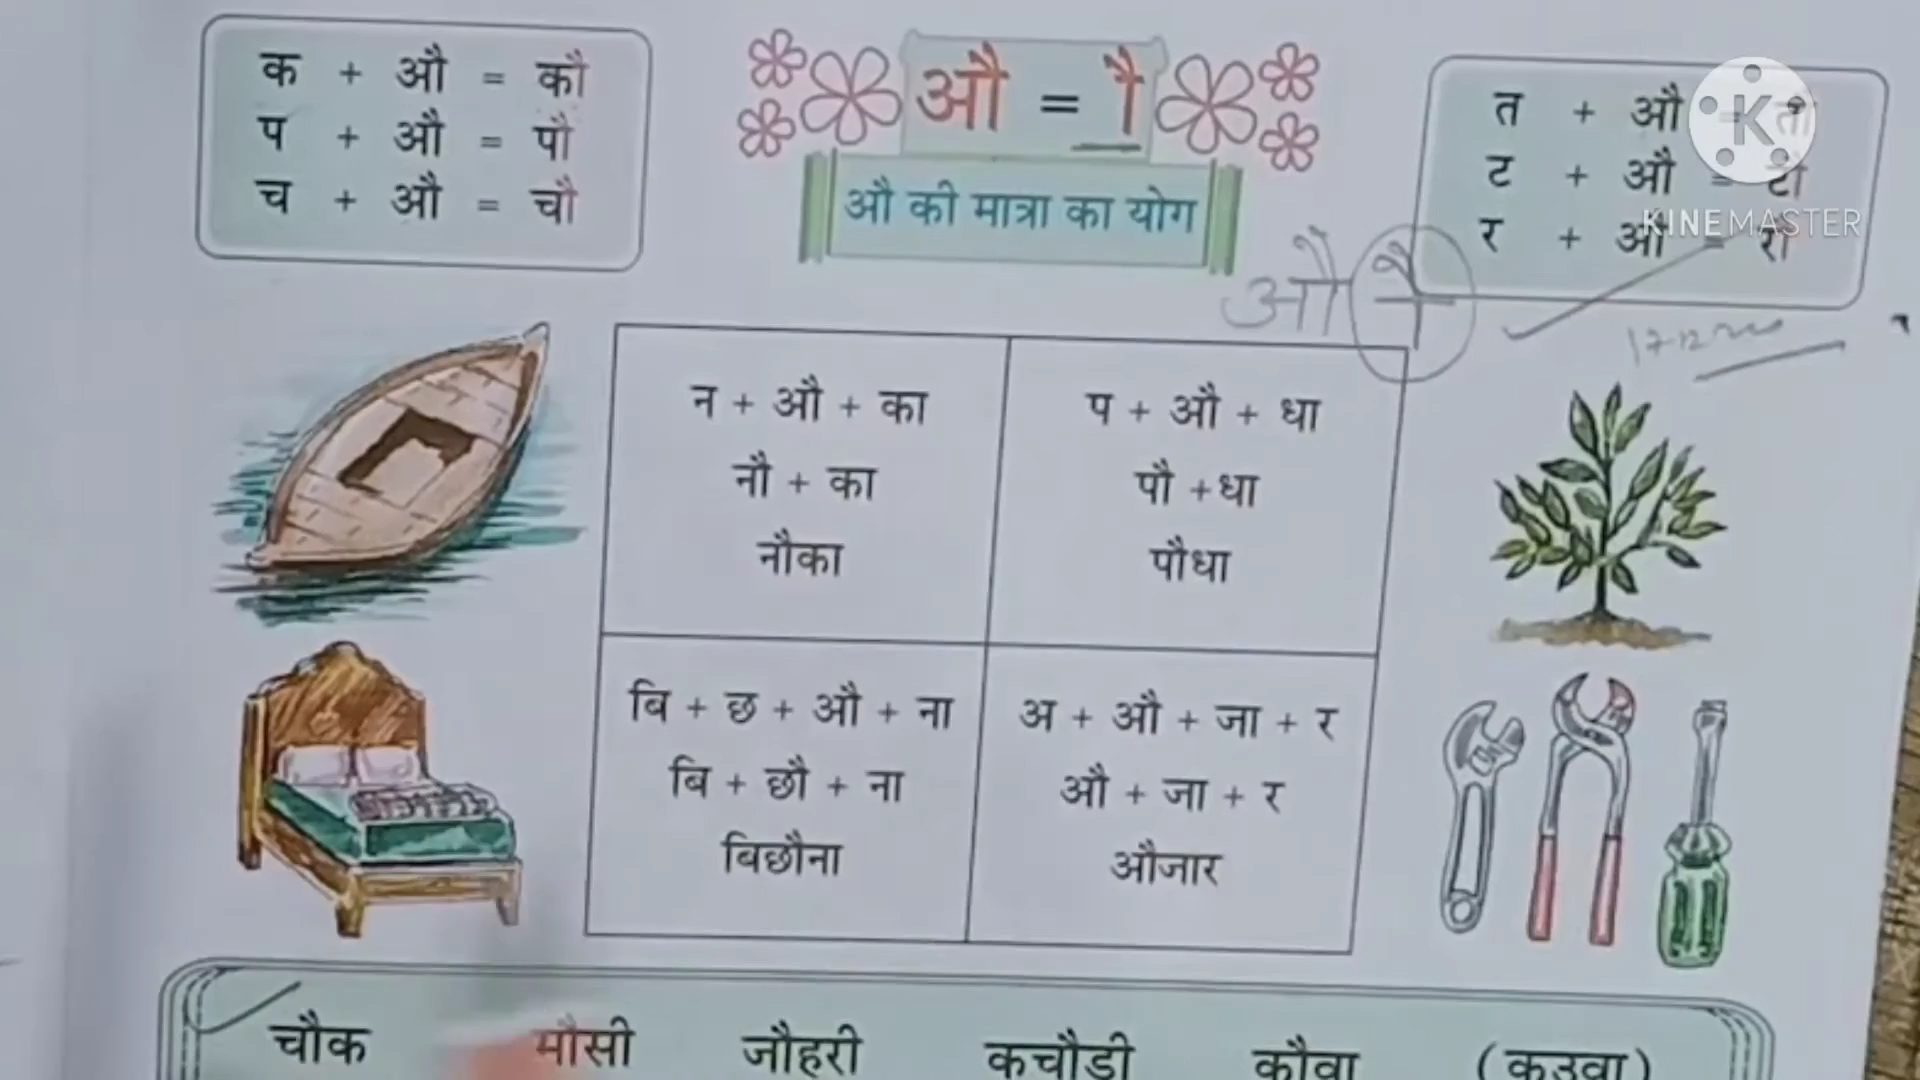 क + औ = कौ
प + औ = पौ
च + औ = चौ
औ = ौ
औ की मात्रा का योग
त + औ = तौ
ट + औ = टौ
र + औ = रौ
KINEMASTER
औ ौ
न + औ + का
नौ + का
नौका
प + औ + धा
पौ +धा
पौधा
बि + छ + औ + ना
बि + छौ + ना
बिछौना
अ + औ + जा + र
औ + जा + र
औजार
चौक मौसी जौहरी कचौड़ी कौवा (कउवा)